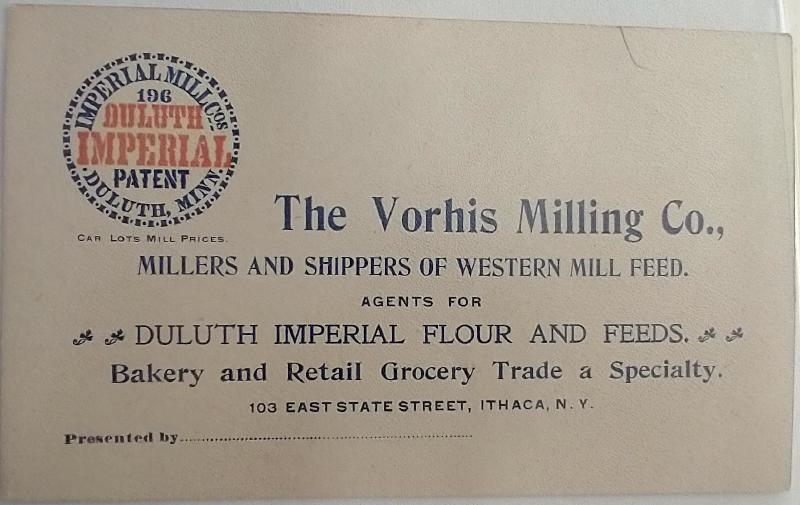 IMPERIAL MILL COS
196
DULUTH
IMPERIAL
PATENT
DULUTH, MINN.
CAR LOTS MILL PRICES.
The Vorhis Milling Co.,
MILLERS AND SHIPPERS OF WESTERN MILL FEED.
AGENTS FOR
DULUTH IMPERIAL FLOUR AND FEEDS.
Bakery and Retail Grocery Trade a Specialty.
103 EAST STATE STREET, ITHACA, N. Y.
Presented by